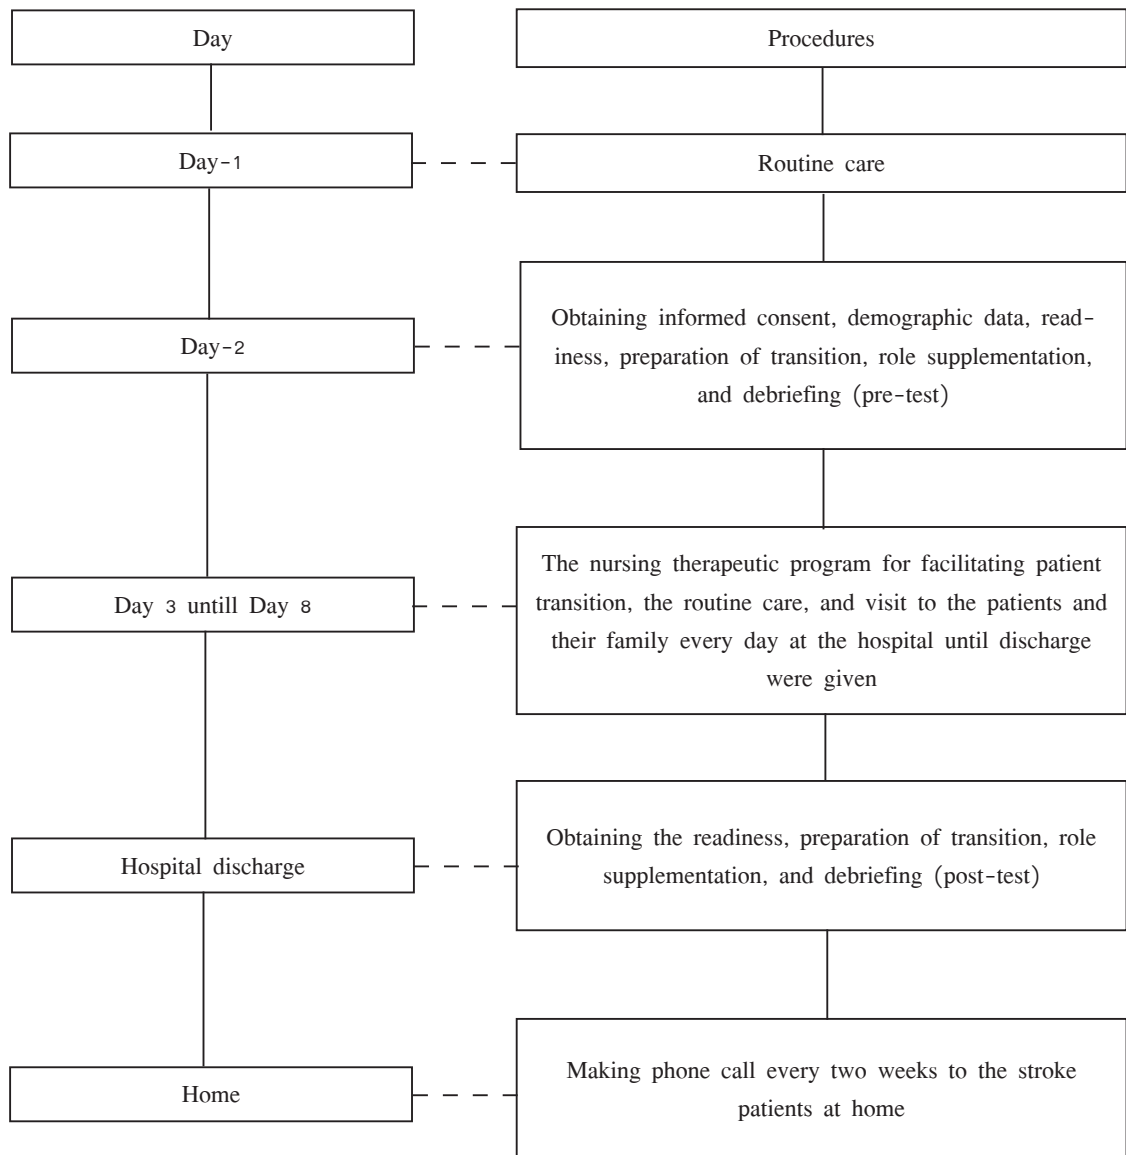 Day
Procedures
Day-1
Routine care
Day-2
Obtaining informed consent, demographic data, read-
iness, preparation of transition, role supplementation,
and debriefing (pre-test)
Day 3 untill Day 8
The nursing therapeutic program for facilitating patient
transition, the routine care, and visit to the patients and
their family every day at the hospital until discharge
were given
Hospital discharge
Obtaining the readiness, preparation of transition, role
supplementation, and debriefing (post-test)
Home
Making phone call every two weeks to the stroke
patients at home